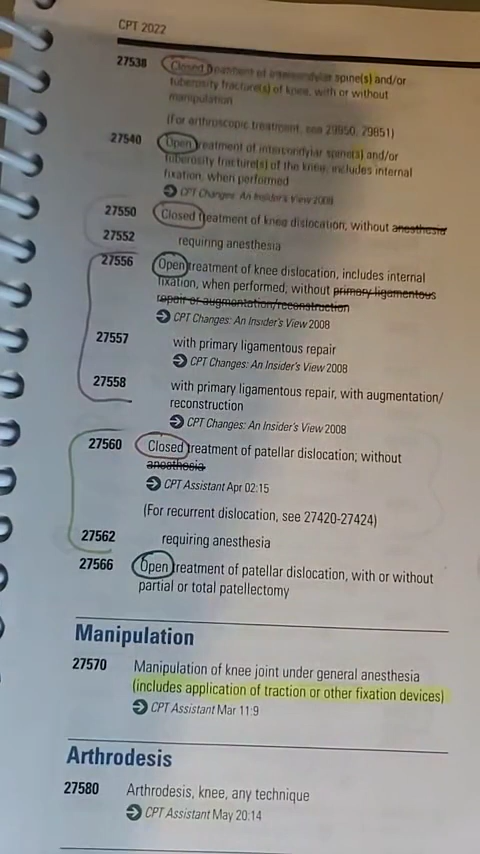 CPT 2022
27538 Closed treatment of intercondylar spine(s) and/or
tuberosity fracture(s) of knee, with or without
manipulation
(For arthroscopic treatment, see 29850, 29851)
27540 Open treatment of intercondylar spine(s) and/or
tuberosity fracture(s) of the knee, includes internal
fixation, when performed
CPT Changes: An Insider's View 2008
27550 Closed treatment of knee dislocation; without anesthesia
27552 requiring anesthesia
27556 Open treatment of knee dislocation, includes internal
fixation, when performed; without primary ligamentous
repair or augmentation/reconstruction
CPT Changes: An Insider's View 2008
27557 with primary ligamentous repair
CPT Changes: An Insider's View 2008
27558 with primary ligamentous repair, with augmentation/
reconstruction
CPT Changes: An Insider's View 2008
27560 Closed treatment of patellar dislocation; without
anesthesia
CPT Assistant Apr 02:15
(For recurrent dislocation, see 27420-27424)
27562 requiring anesthesia
27566 Open treatment of patellar dislocation, with or without
partial or total patellectomy
Manipulation
27570 Manipulation of knee joint under general anesthesia
(includes application of traction or other fixation devices)
CPT Assistant Mar 11:9
Arthrodesis
27580 Arthrodesis, knee, any technique
CPT Assistant May 20:14